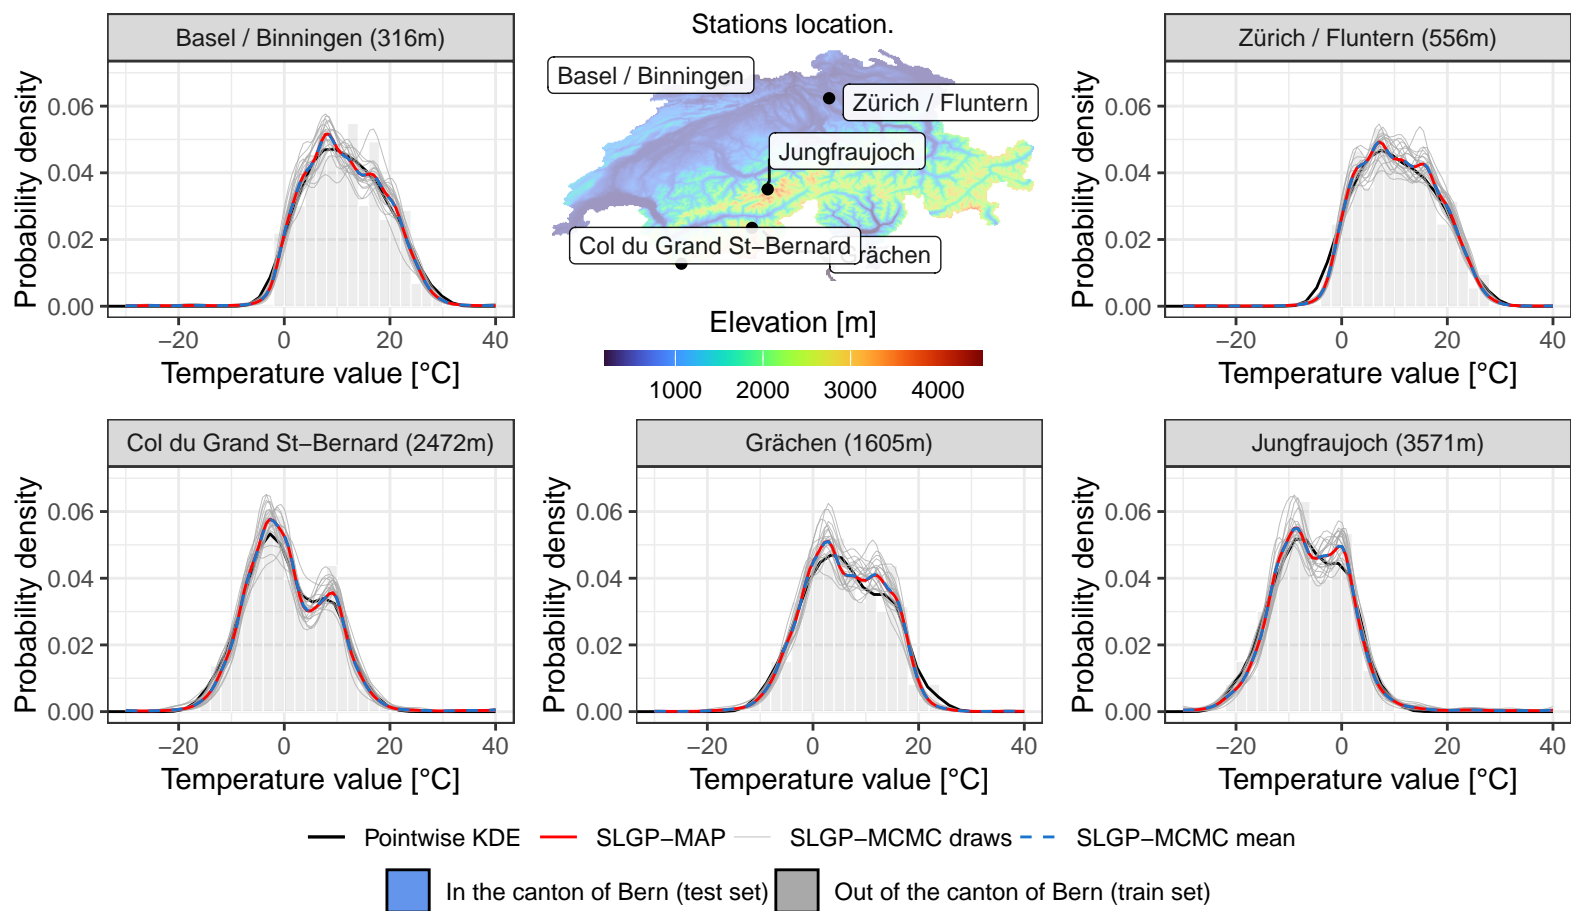 Basel / Binningen (316m)
Probability density
0.06
0.04
0.02
0.00
−20
0
20
40
Temperature value [°C]
Stations location.
Basel / Binningen
Zürich / Fluntern
Jungfraujoch
Col du Grand St−Bernard
Grächen
Elevation [m]
1000
2000
3000
4000
Zürich / Fluntern (556m)
Probability density
0.06
0.04
0.02
0.00
−20
0
20
40
Temperature value [°C]
Col du Grand St−Bernard (2472m)
Probability density
0.06
0.04
0.02
0.00
−20
0
20
40
Temperature value [°C]
Grächen (1605m)
Probability density
0.06
0.04
0.02
0.00
−20
0
20
40
Temperature value [°C]
Jungfraujoch (3571m)
Probability density
0.06
0.04
0.02
0.00
−20
0
20
40
Temperature value [°C]
Pointwise KDE
SLGP−MAP
SLGP−MCMC draws
SLGP−MCMC mean
In the canton of Bern (test set)
Out of the canton of Bern (train set)